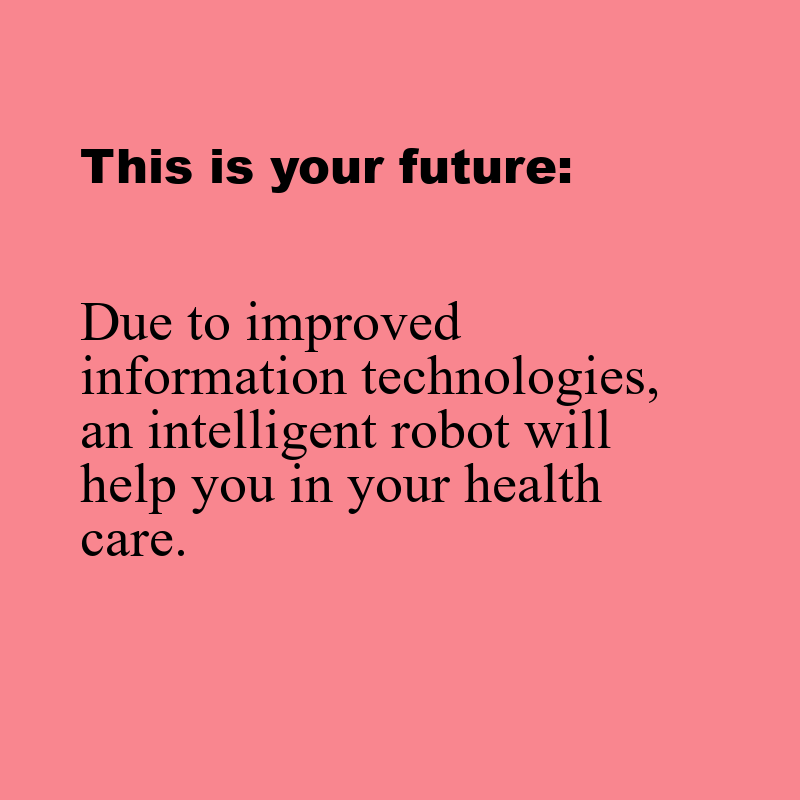 This is your future:
Due to improved
information technologies,
an intelligent robot will
help you in your health
care.